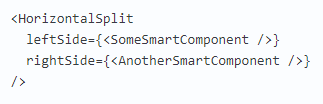 <HorizontalSplit
  leftSide={<SomeSmartComponent />}
  rightSide={<AnotherSmartComponent />}
/>